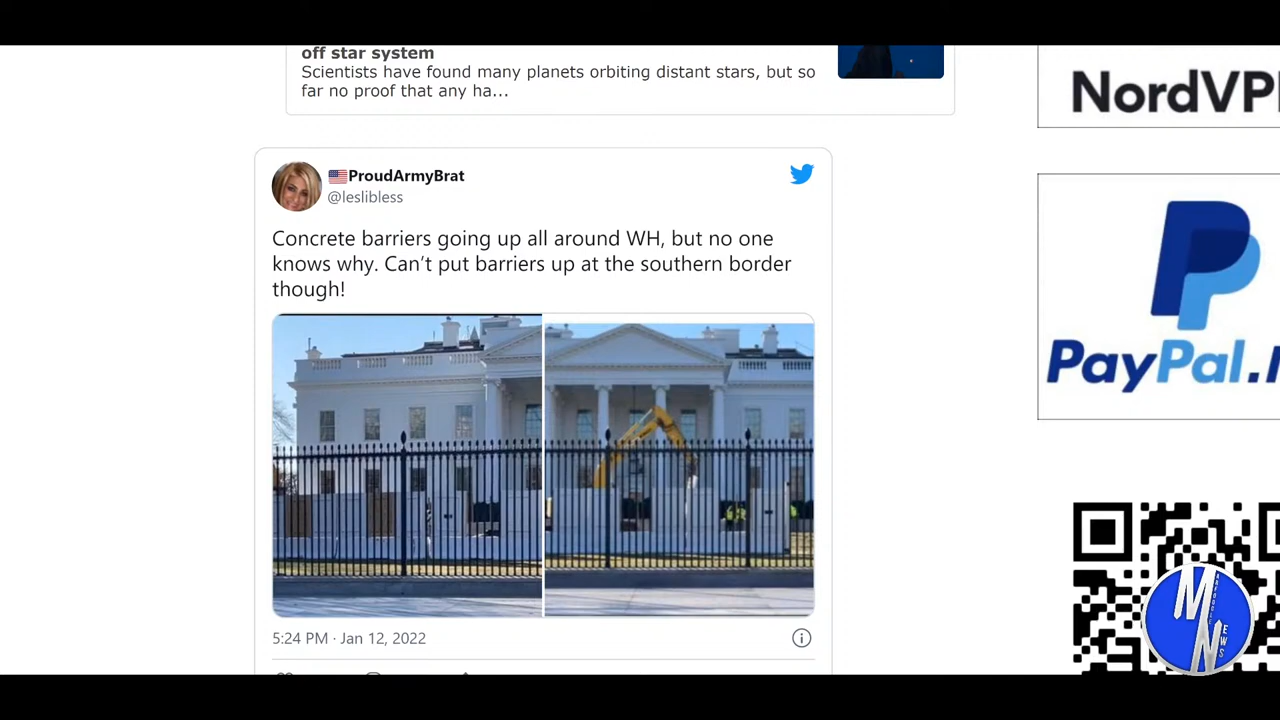 off star system
Scientists have found many planets orbiting distant stars, but so
far no proof that any ha...
NordVP
ProudArmyBrat
@leslibless
Concrete barriers going up all around WH, but no one
knows why. Can’t put barriers up at the southern border
though!
PayPal.
5:24 PM · Jan 12, 2022
MN
EWS